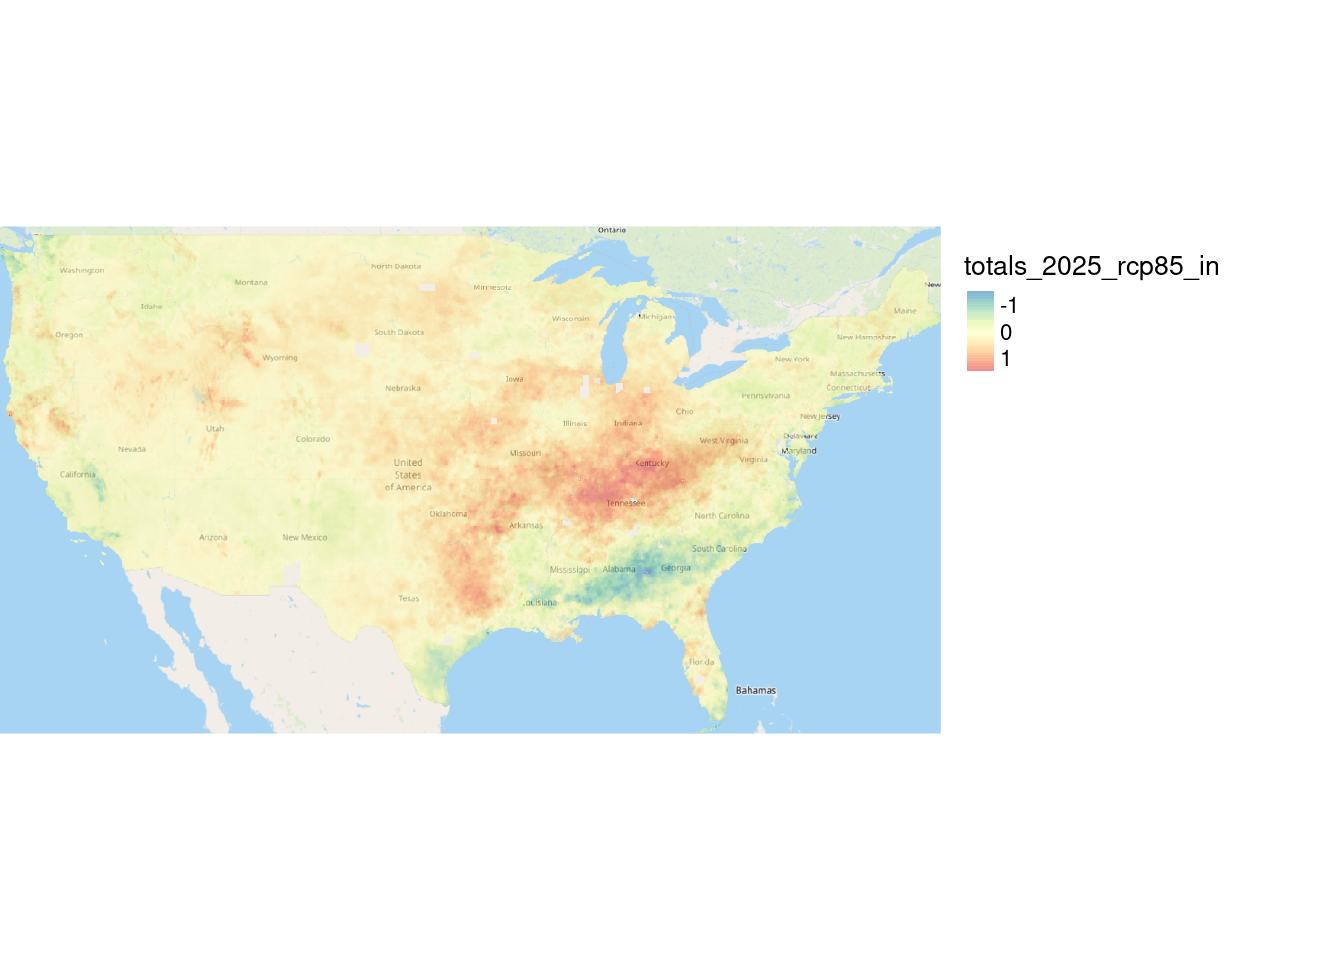 Ontario
New
Washington
North Dakota
Montana
Minnesota
Idaho
Maine
Michigan
Wisconsin
Oregon
South Dakota
New Hampshire
Wyoming
New York
Massachusetts
Iowa
Nebraska
Connecticut
Pennsylvania
Ohio
New Jersey
Utah
Illinois
Indiana
Delaware
Colorado
West Virginia
Nevada
Maryland
Missouri
Kentucky
Virginia
United
States
of America
California
Tennessee
Oklahoma
North Carolina
Arkansas
Arizona
New Mexico
South Carolina
Mississippi
Alabama
Georgia
Texas
Louisiana
Florida
Bahamas
totals_2025_rcp85_in
-1
0
1